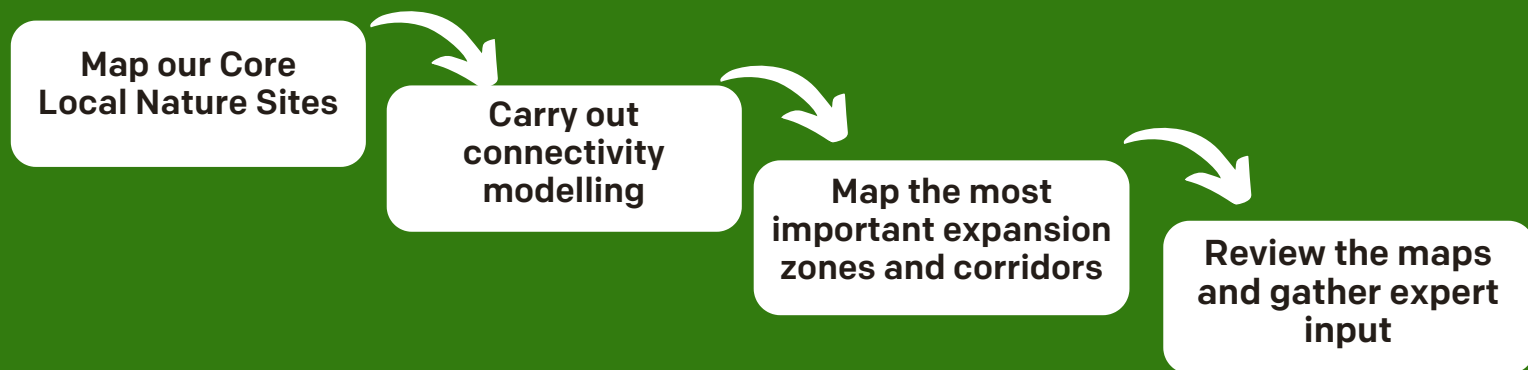 Map our Core
Local Nature Sites
Carry out
connectivity
modelling
Map the most
important expansion
zones and corridors
Review the maps
and gather expert
input